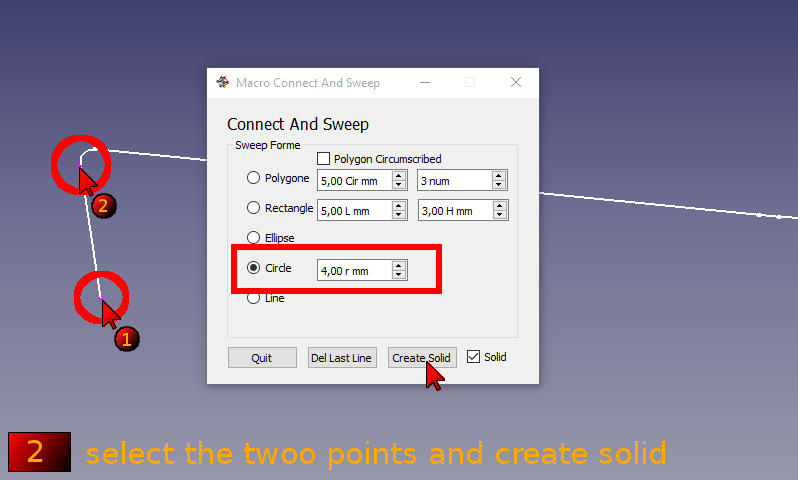 Macro Connect And Sweep
Connect And Sweep
Sweep Forme
Polygon Circumscribed
Polygone 5,00 Cir mm 3 num
Rectangle 5,00 L mm 3,00 H mm
Ellipse
Circle 4,00 r mm
Line
Quit Del Last Line Create Solid Solid
2
1
2 select the twoo points and create solid